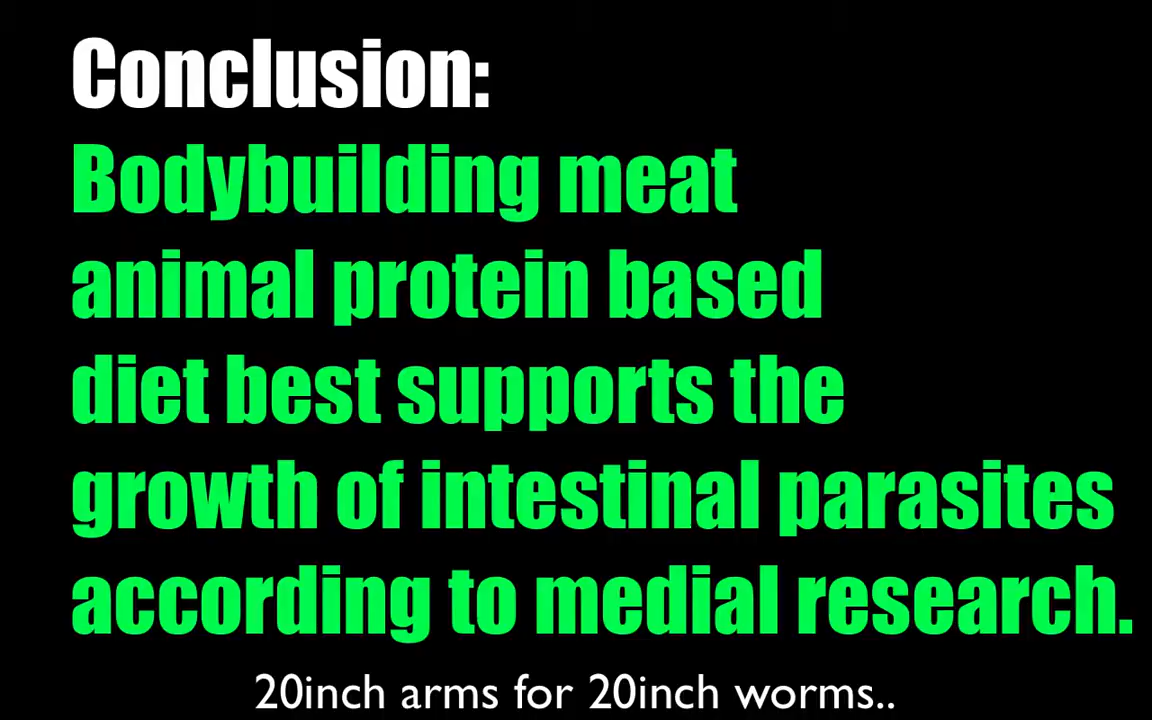 Conclusion:
Bodybuilding meat
animal protein based
diet best supports the
growth of intestinal parasites
according to medial research.
20inch arms for 20inch worms..